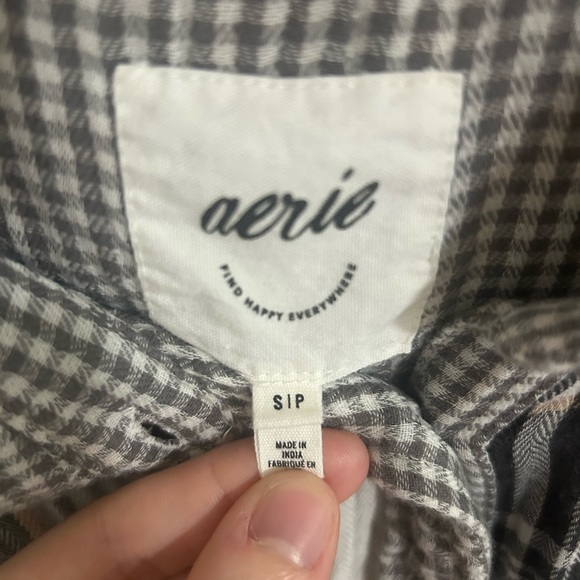 aerie
FIND HAPPY EVERYWHERE
S|P
MADE IN
INDIA
FABRIQUÉ EN